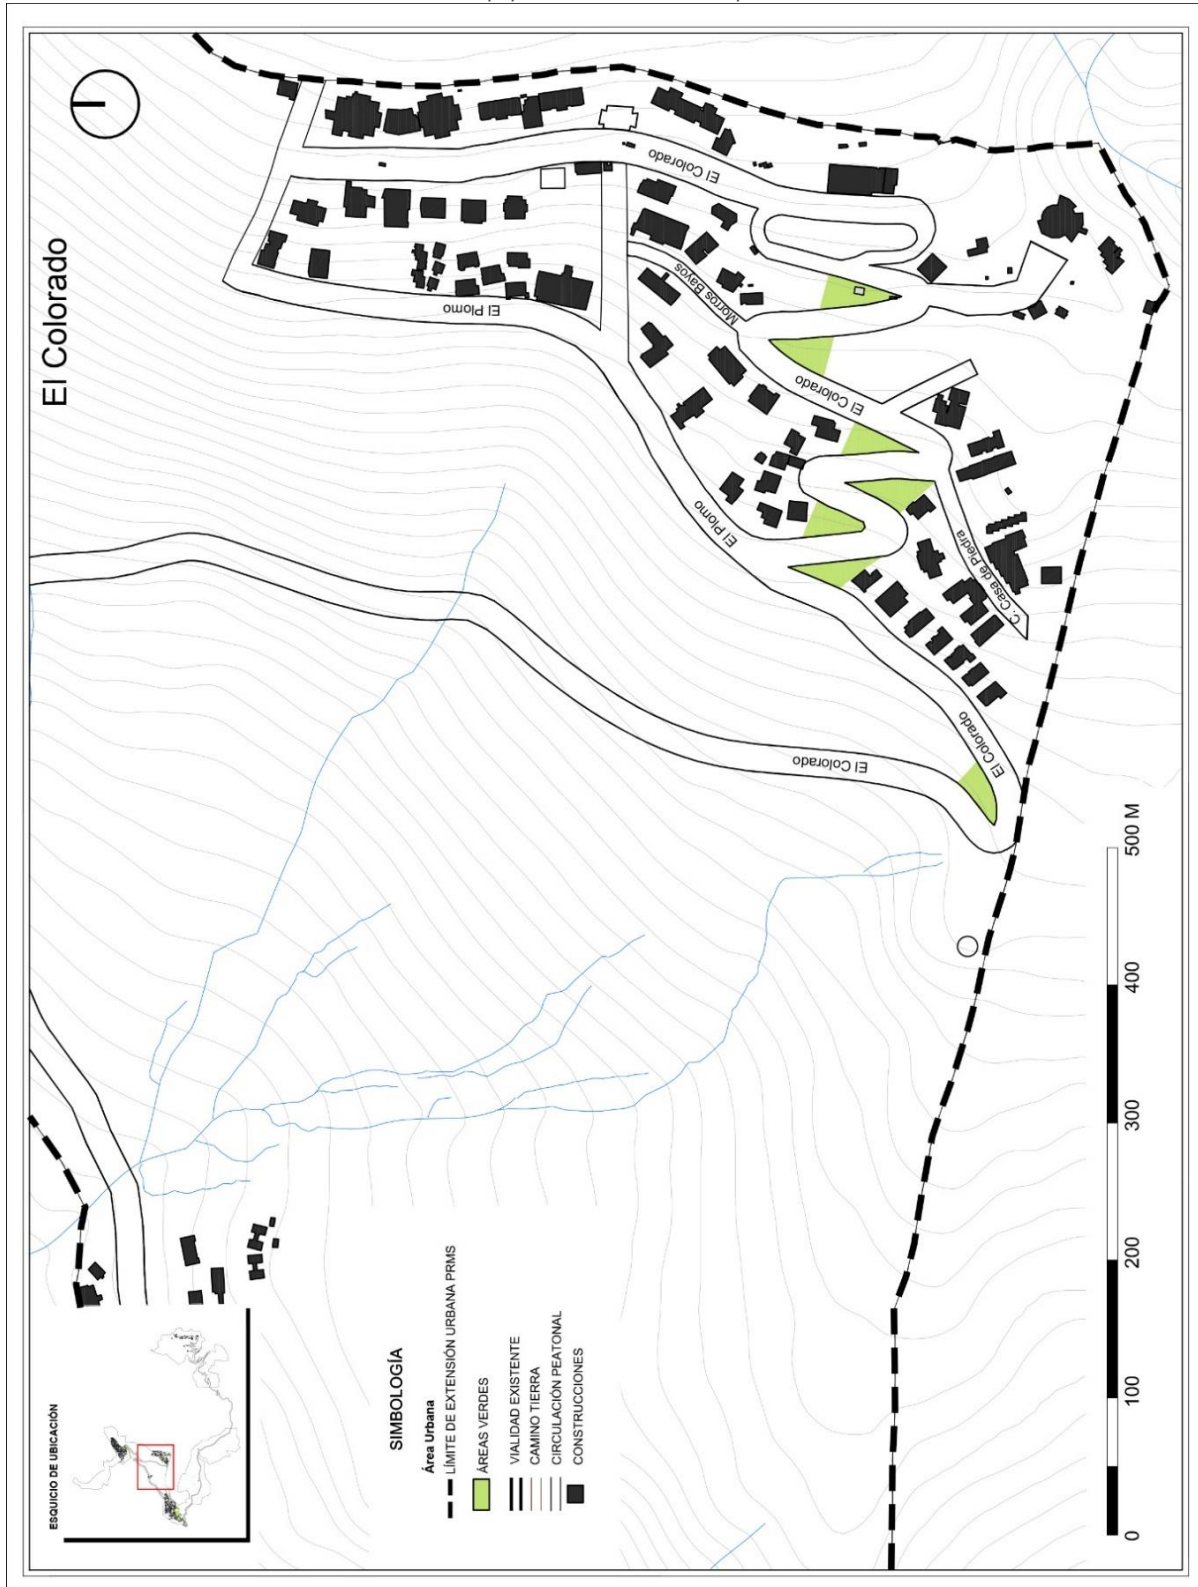 El Colorado
El Colorado
El Plomo
Morros Bayos
El Colorado
El Plomo
C. Casa de Piedra
El Colorado
El Colorado
ESQUICIO DE UBICACIÓN
SIMBOLOGÍA
Área Urbana
LÍMITE DE EXTENSIÓN URBANA PRMS
ÁREAS VERDES
VIALIDAD EXISTENTE
CAMINO TIERRA
CIRCULACIÓN PEATONAL
CONSTRUCCIONES
0 100 200 300 400 500 M